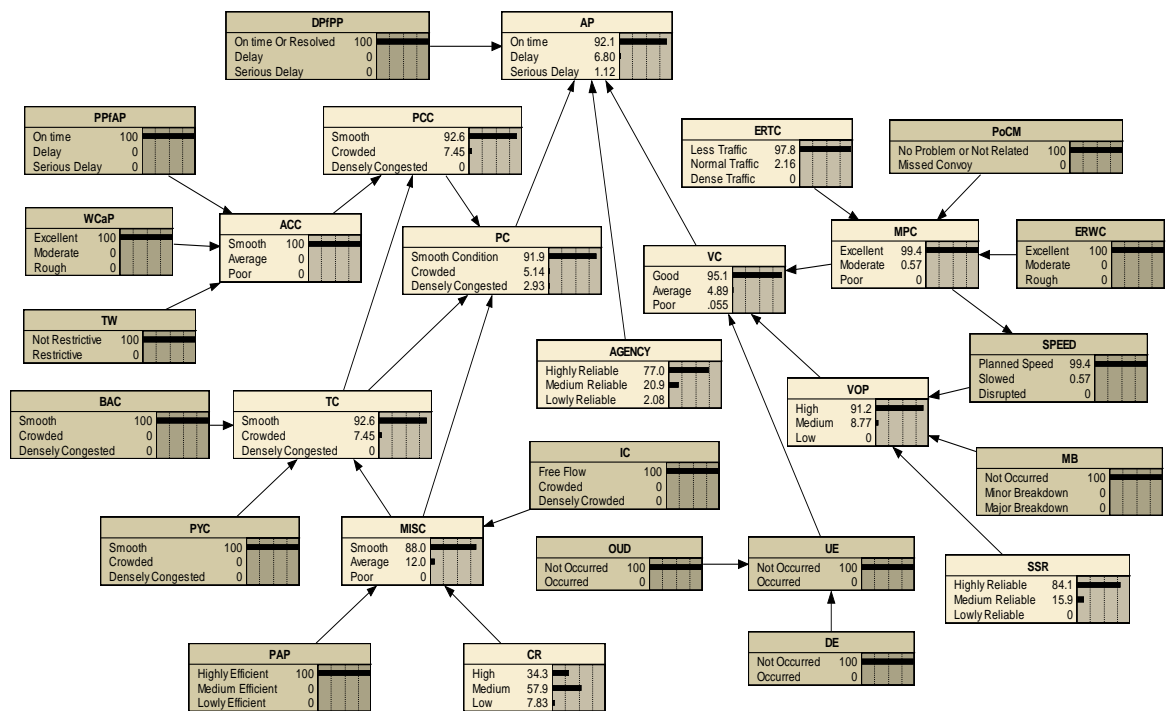 DPfPP
On time Or Resolved 100
Delay 0
Serious Delay 0
AP
On time 92.1
Delay 6.80
Serious Delay 1.12
PPfAP
On time 100
Delay 0
Serious Delay 0
PCC
Smooth 92.6
Crowded 7.45
Densely Congested 0
ERTC
Less Traffic 97.8
Normal Traffic 2.16
Dense Traffic 0
PoCM
No Problem or Not Related 100
Missed Convoy 0
WCaP
Excellent 100
Moderate 0
Rough 0
ACC
Smooth 100
Average 0
Poor 0
PC
Smooth Condition 91.9
Crowded 5.14
Densely Congested 2.93
VC
Good 95.1
Average 4.89
Poor .055
MPC
Excellent 99.4
Moderate 0.57
Poor 0
ERWC
Excellent 100
Moderate 0
Rough 0
TW
Not Restrictive 100
Restrictive 0
AGENCY
Highly Reliable 77.0
Medium Reliable 20.9
Lowly Reliable 2.08
SPEED
Planned Speed 99.4
Slowed 0.57
Disrupted 0
BAC
Smooth 100
Crowded 0
Densely Congested 0
TC
Smooth 92.6
Crowded 7.45
Densely Congested 0
VOP
High 91.2
Medium 8.77
Low 0
IC
Free Flow 100
Crowded 0
Densely Crowded 0
MB
Not Occurred 100
Minor Breakdown 0
Major Breakdown 0
PYC
Smooth 100
Crowded 0
Densely Congested 0
MISC
Smooth 88.0
Average 12.0
Poor 0
OUD
Not Occurred 100
Occurred 0
UE
Not Occurred 100
Occurred 0
SSR
Highly Reliable 84.1
Medium Reliable 15.9
Lowly Reliable 0
PAP
Highly Efficient 100
Medium Efficient 0
Lowly Efficient 0
CR
High 34.3
Medium 57.9
Low 7.83
DE
Not Occurred 100
Occurred 0